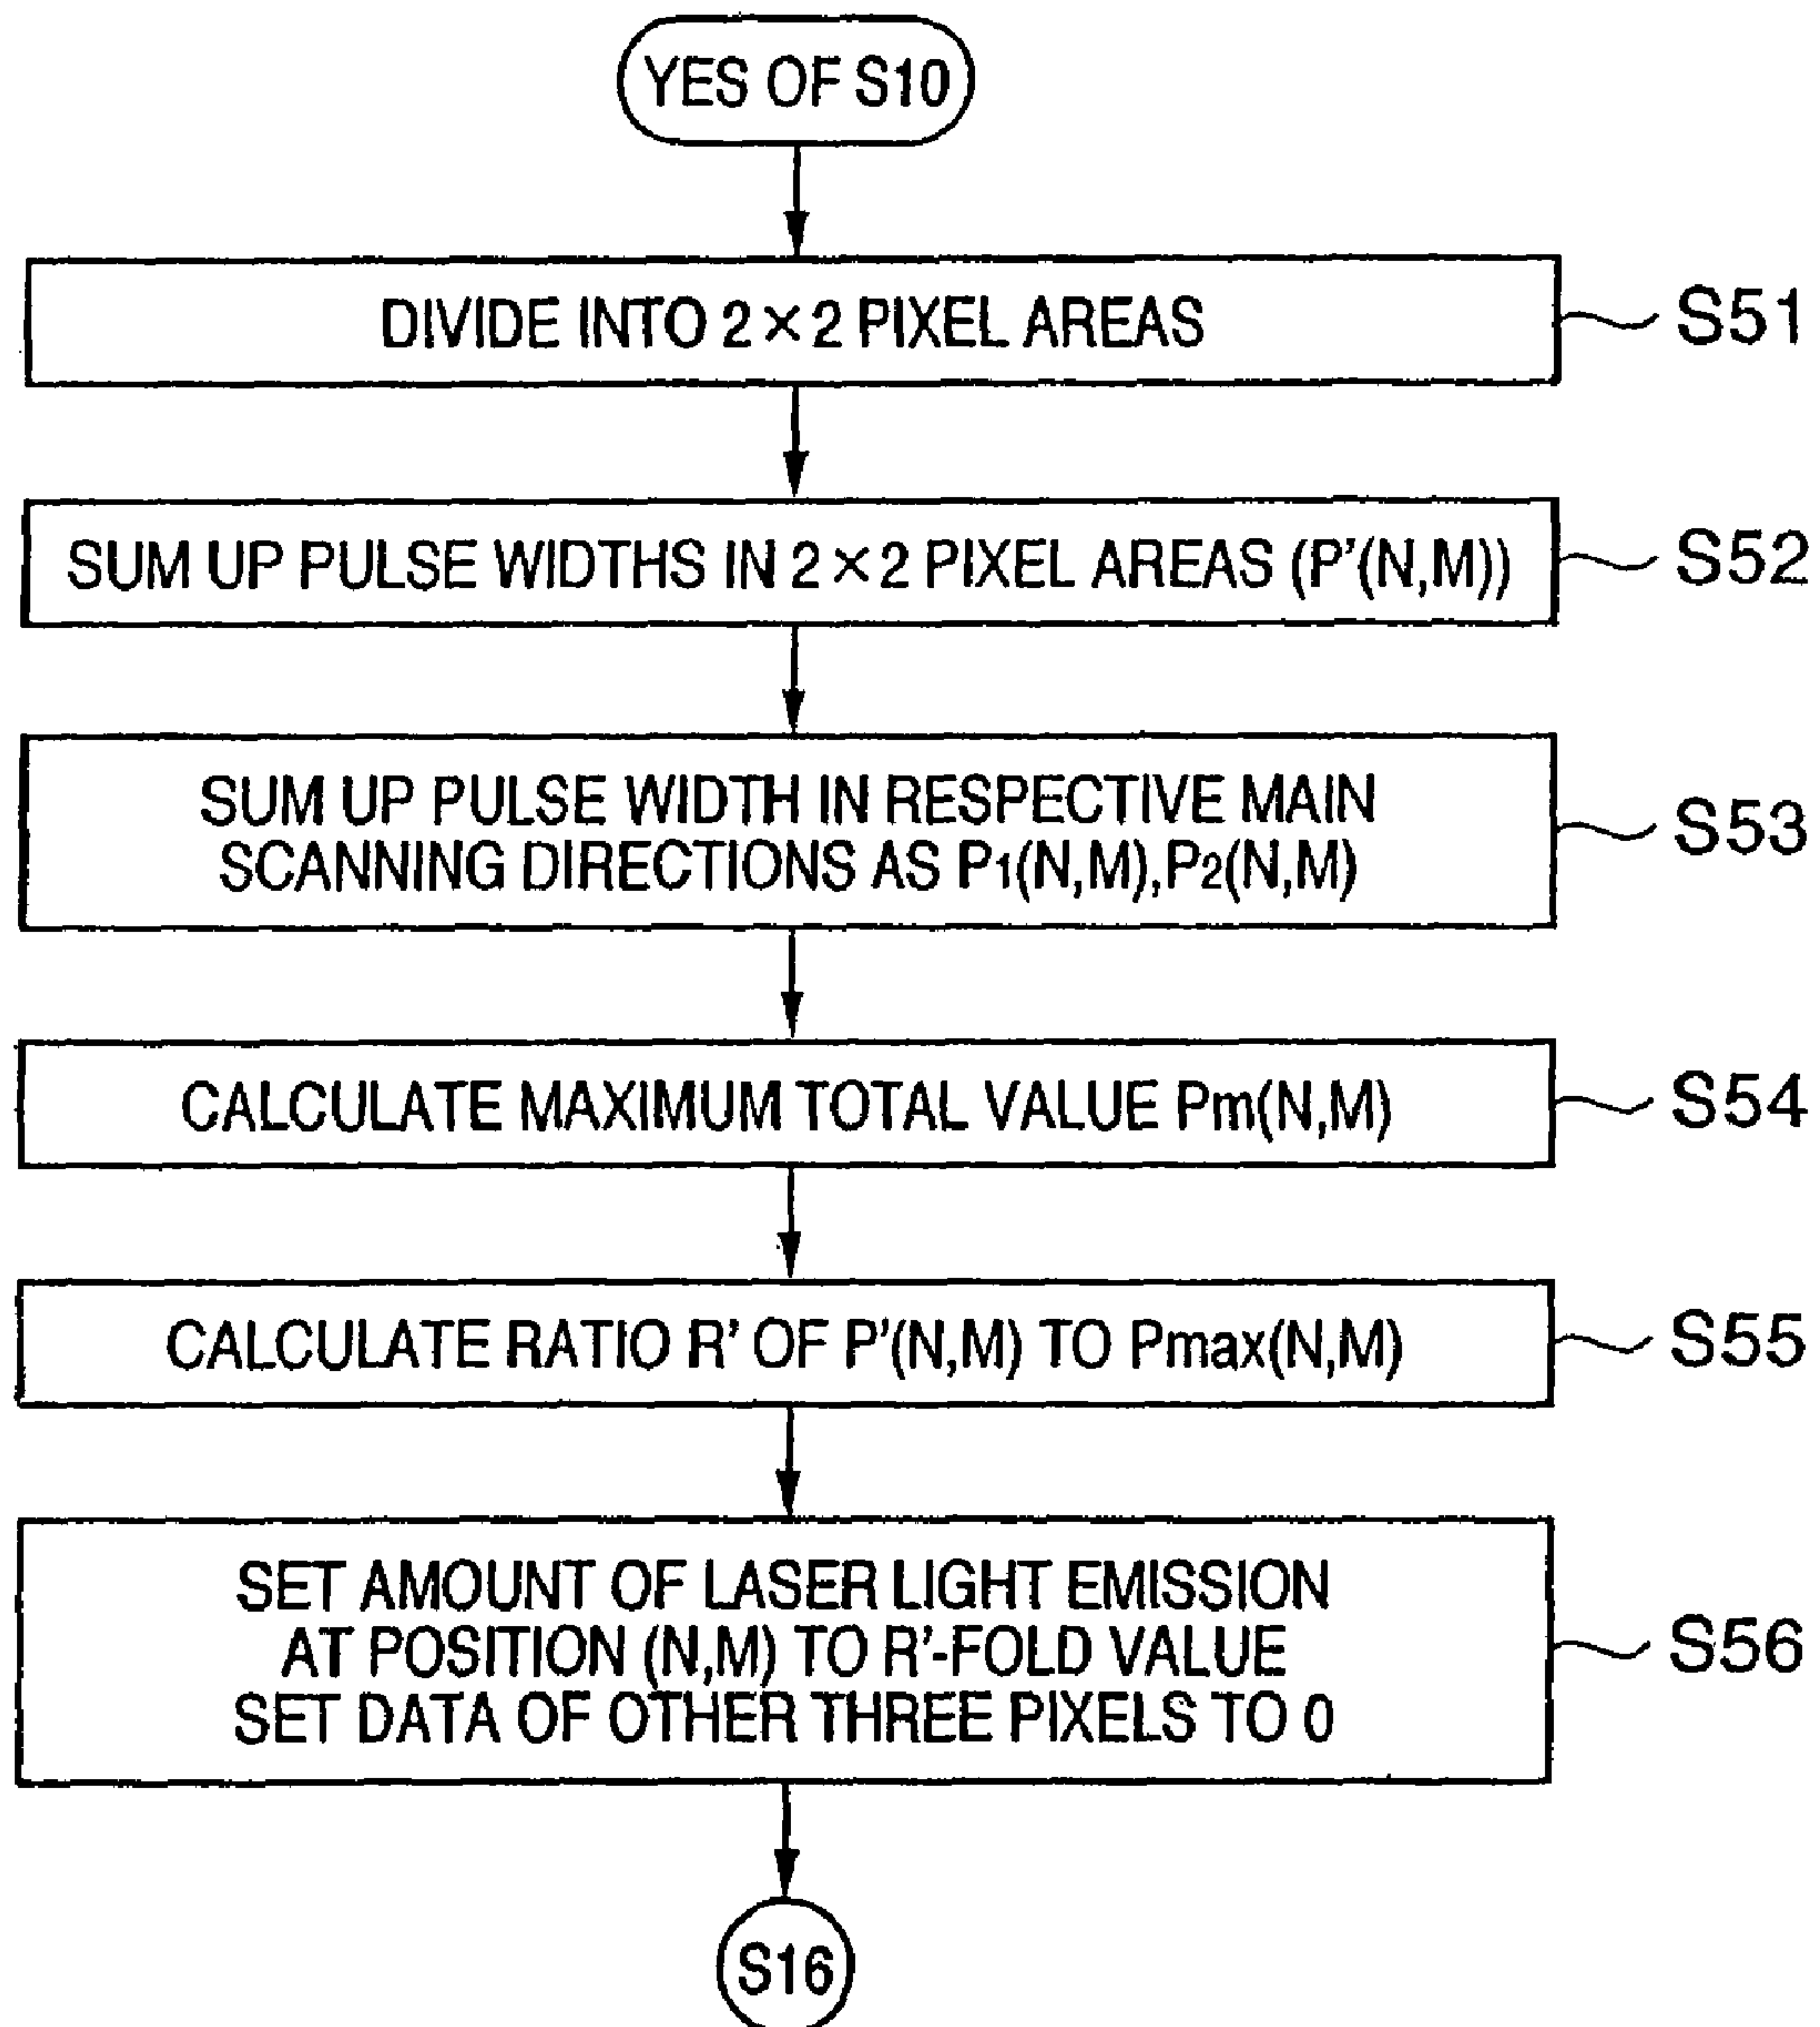 YES OF S10
DIVIDE INTO 2×2 PIXEL AREAS
S51
SUM UP PULSE WIDTHS IN 2×2 PIXEL AREAS (P'(N,M))
S52
SUM UP PULSE WIDTH IN RESPECTIVE MAIN
SCANNING DIRECTIONS AS P1(N,M),P2(N,M)
S53
CALCULATE MAXIMUM TOTAL VALUE Pm(N,M)
S54
CALCULATE RATIO R' OF P'(N,M) TO Pmax(N,M)
S55
SET AMOUNT OF LASER LIGHT EMISSION
AT POSITION (N,M) TO R'-FOLD VALUE
SET DATA OF OTHER THREE PIXELS TO 0
S56
S16